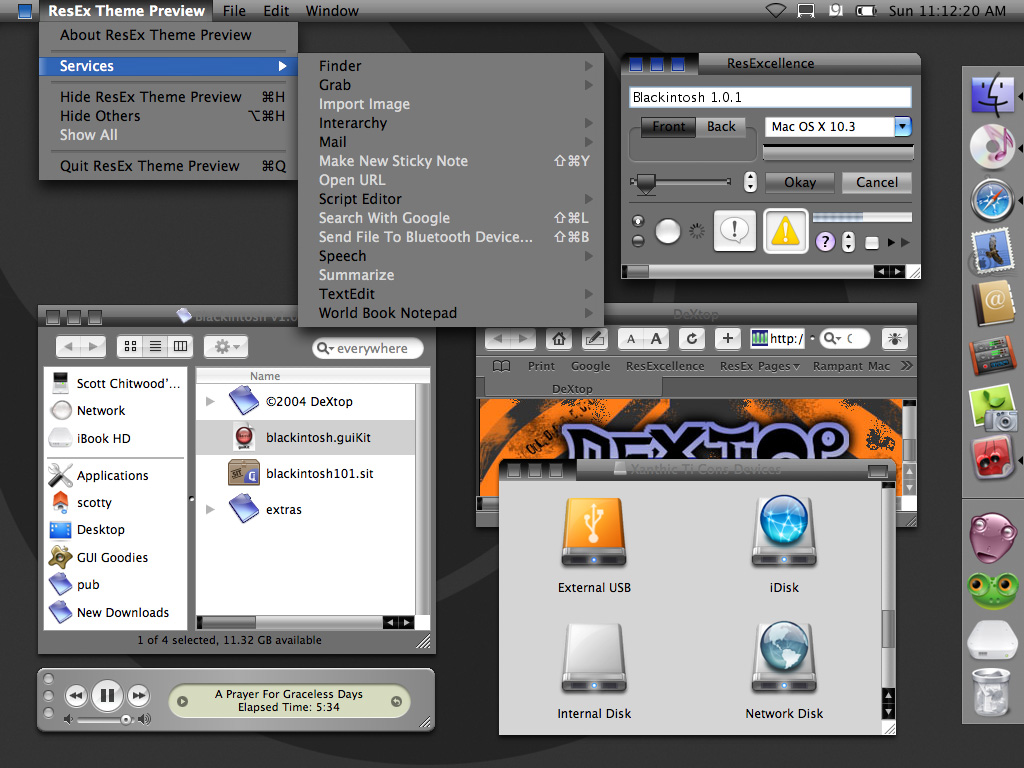 ResEx Theme Preview File Edit Window Sun 11:12:20 AM
About ResEx Theme Preview
Services
Hide ResEx Theme Preview ⌘H
Hide Others ⌥⌘H
Show All
Quit ResEx Theme Preview ⌘Q
Finder
Grab
Import Image
Interarchy
Mail
Make New Sticky Note ⇧⌘Y
Open URL
Script Editor
Search With Google ⇧⌘L
Send File To Bluetooth Device... ⇧⌘B
Speech
Summarize
TextEdit
World Book Notepad
ResExcellence
Blackintosh 1.0.1
Front Back Mac OS X 10.3
Okay Cancel
Blackintosh V1.0
everywhere
Name
Scott Chitwood'...
Network
iBook HD
Applications
scotty
Desktop
GUI Goodies
pub
New Downloads
©2004 DeXtop
blackintosh.guiKit
blackintosh101.sit
extras
1 of 4 selected, 11.32 GB available
DeXtop
A A http:/ C
Print Google ResExcellence ResEx Pages Rampant Mac
DeXtop
DEXTOP
Xanthic Ti Cons Devices
External USB
iDisk
Internal Disk
Network Disk
A Prayer For Graceless Days
Elapsed Time: 5:34